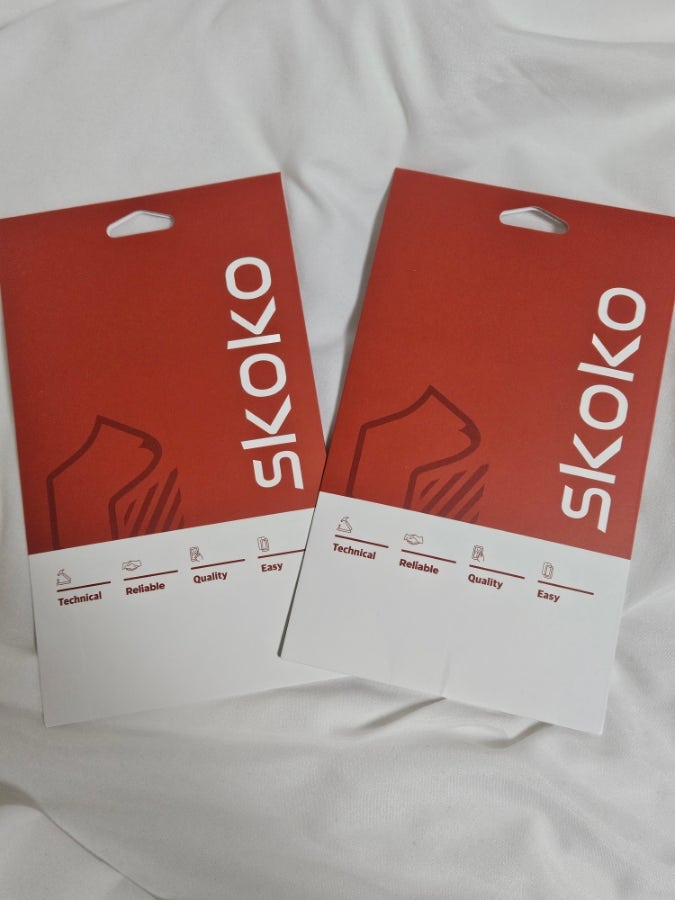 skoko
Technical
Reliable
Quality
Easy
skoko
Technical
Reliable
Quality
Easy